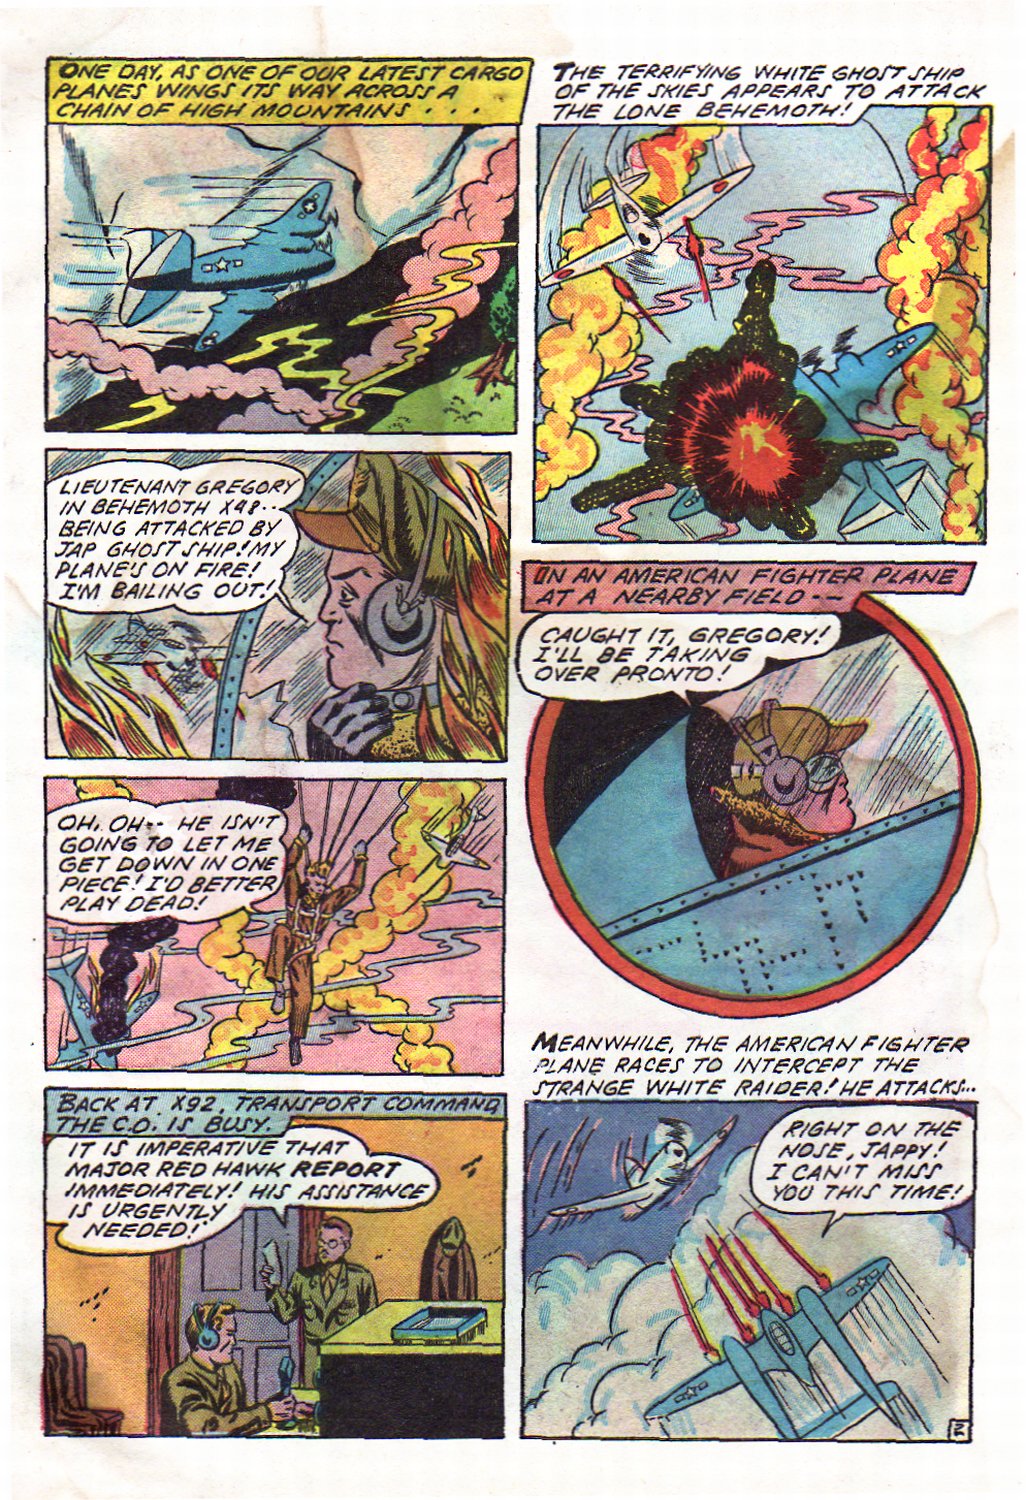 ONE DAY, AS ONE OF OUR LATEST CARGO
PLANES WINGS ITS WAY ACROSS A
CHAIN OF HIGH MOUNTAINS . . .
THE TERRIFYING WHITE GHOST SHIP
OF THE SKIES APPEARS TO ATTACK
THE LONE BEHEMOTH!
LIEUTENANT GREGORY
IN BEHEMOTH X48--
BEING ATTACKED BY
JAP GHOST SHIP! MY
PLANE'S ON FIRE!
I'M BAILING OUT!
IN AN AMERICAN FIGHTER PLANE
AT A NEARBY FIELD --
CAUGHT IT, GREGORY!
I'LL BE TAKING
OVER PRONTO!
OH, OH-- HE ISN'T
GOING TO LET ME
GET DOWN IN ONE
PIECE! I'D BETTER
PLAY DEAD!
BACK AT X92, TRANSPORT COMMAND,
THE C.O. IS BUSY.
IT IS IMPERATIVE THAT
MAJOR RED HAWK REPORT
IMMEDIATELY! HIS ASSISTANCE
IS URGENTLY
NEEDED!
MEANWHILE, THE AMERICAN FIGHTER
PLANE RACES TO INTERCEPT THE
STRANGE WHITE RAIDER! HE ATTACKS..
RIGHT ON THE
NOSE, JAPPY!
I CAN'T MISS
YOU THIS TIME!
2